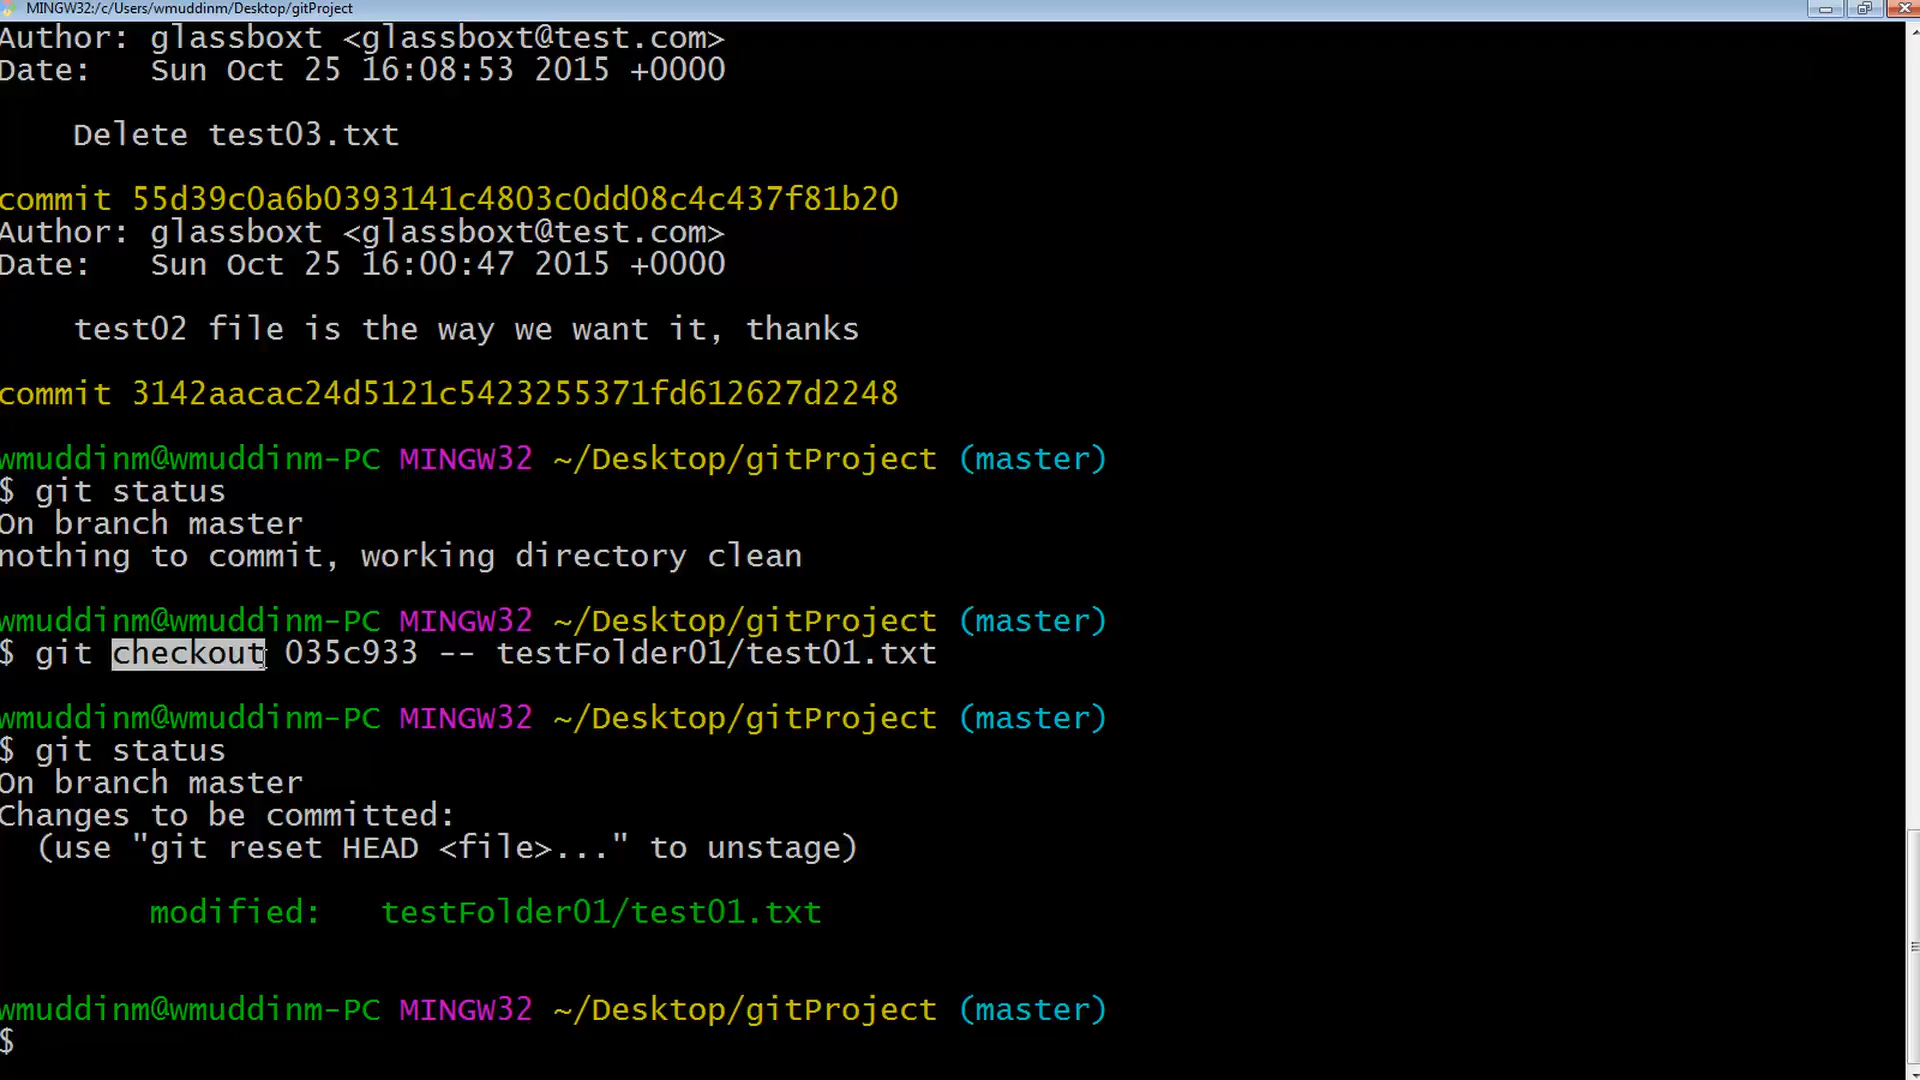 MINGW32:/c/Users/wmuddinm/Desktop/gitProject
Author: glassboxt <glassboxt@test.com>
Date:   Sun Oct 25 16:08:53 2015 +0000
    Delete test03.txt
commit 55d39c0a6b0393141c4803c0dd08c4c437f81b20
Author: glassboxt <glassboxt@test.com>
Date:   Sun Oct 25 16:00:47 2015 +0000
    test02 file is the way we want it, thanks
commit 3142aacac24d5121c5423255371fd612627d2248
wmuddinm@wmuddinm-PC MINGW32 ~/Desktop/gitProject (master)
$ git status
On branch master
nothing to commit, working directory clean
wmuddinm@wmuddinm-PC MINGW32 ~/Desktop/gitProject (master)
$ git checkout 035c933 -- testFolder01/test01.txt
wmuddinm@wmuddinm-PC MINGW32 ~/Desktop/gitProject (master)
$ git status
On branch master
Changes to be committed:
  (use "git reset HEAD <file>..." to unstage)
        modified:   testFolder01/test01.txt
wmuddinm@wmuddinm-PC MINGW32 ~/Desktop/gitProject (master)
$